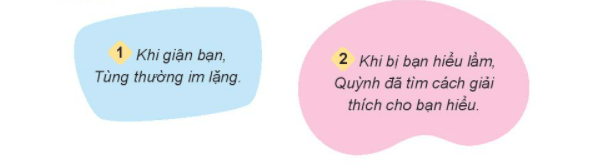 1 Khi giận bạn,
Tùng thường im lặng.
2 Khi bị bạn hiểu lầm,
Quỳnh đã tìm cách giải
thích cho bạn hiểu.